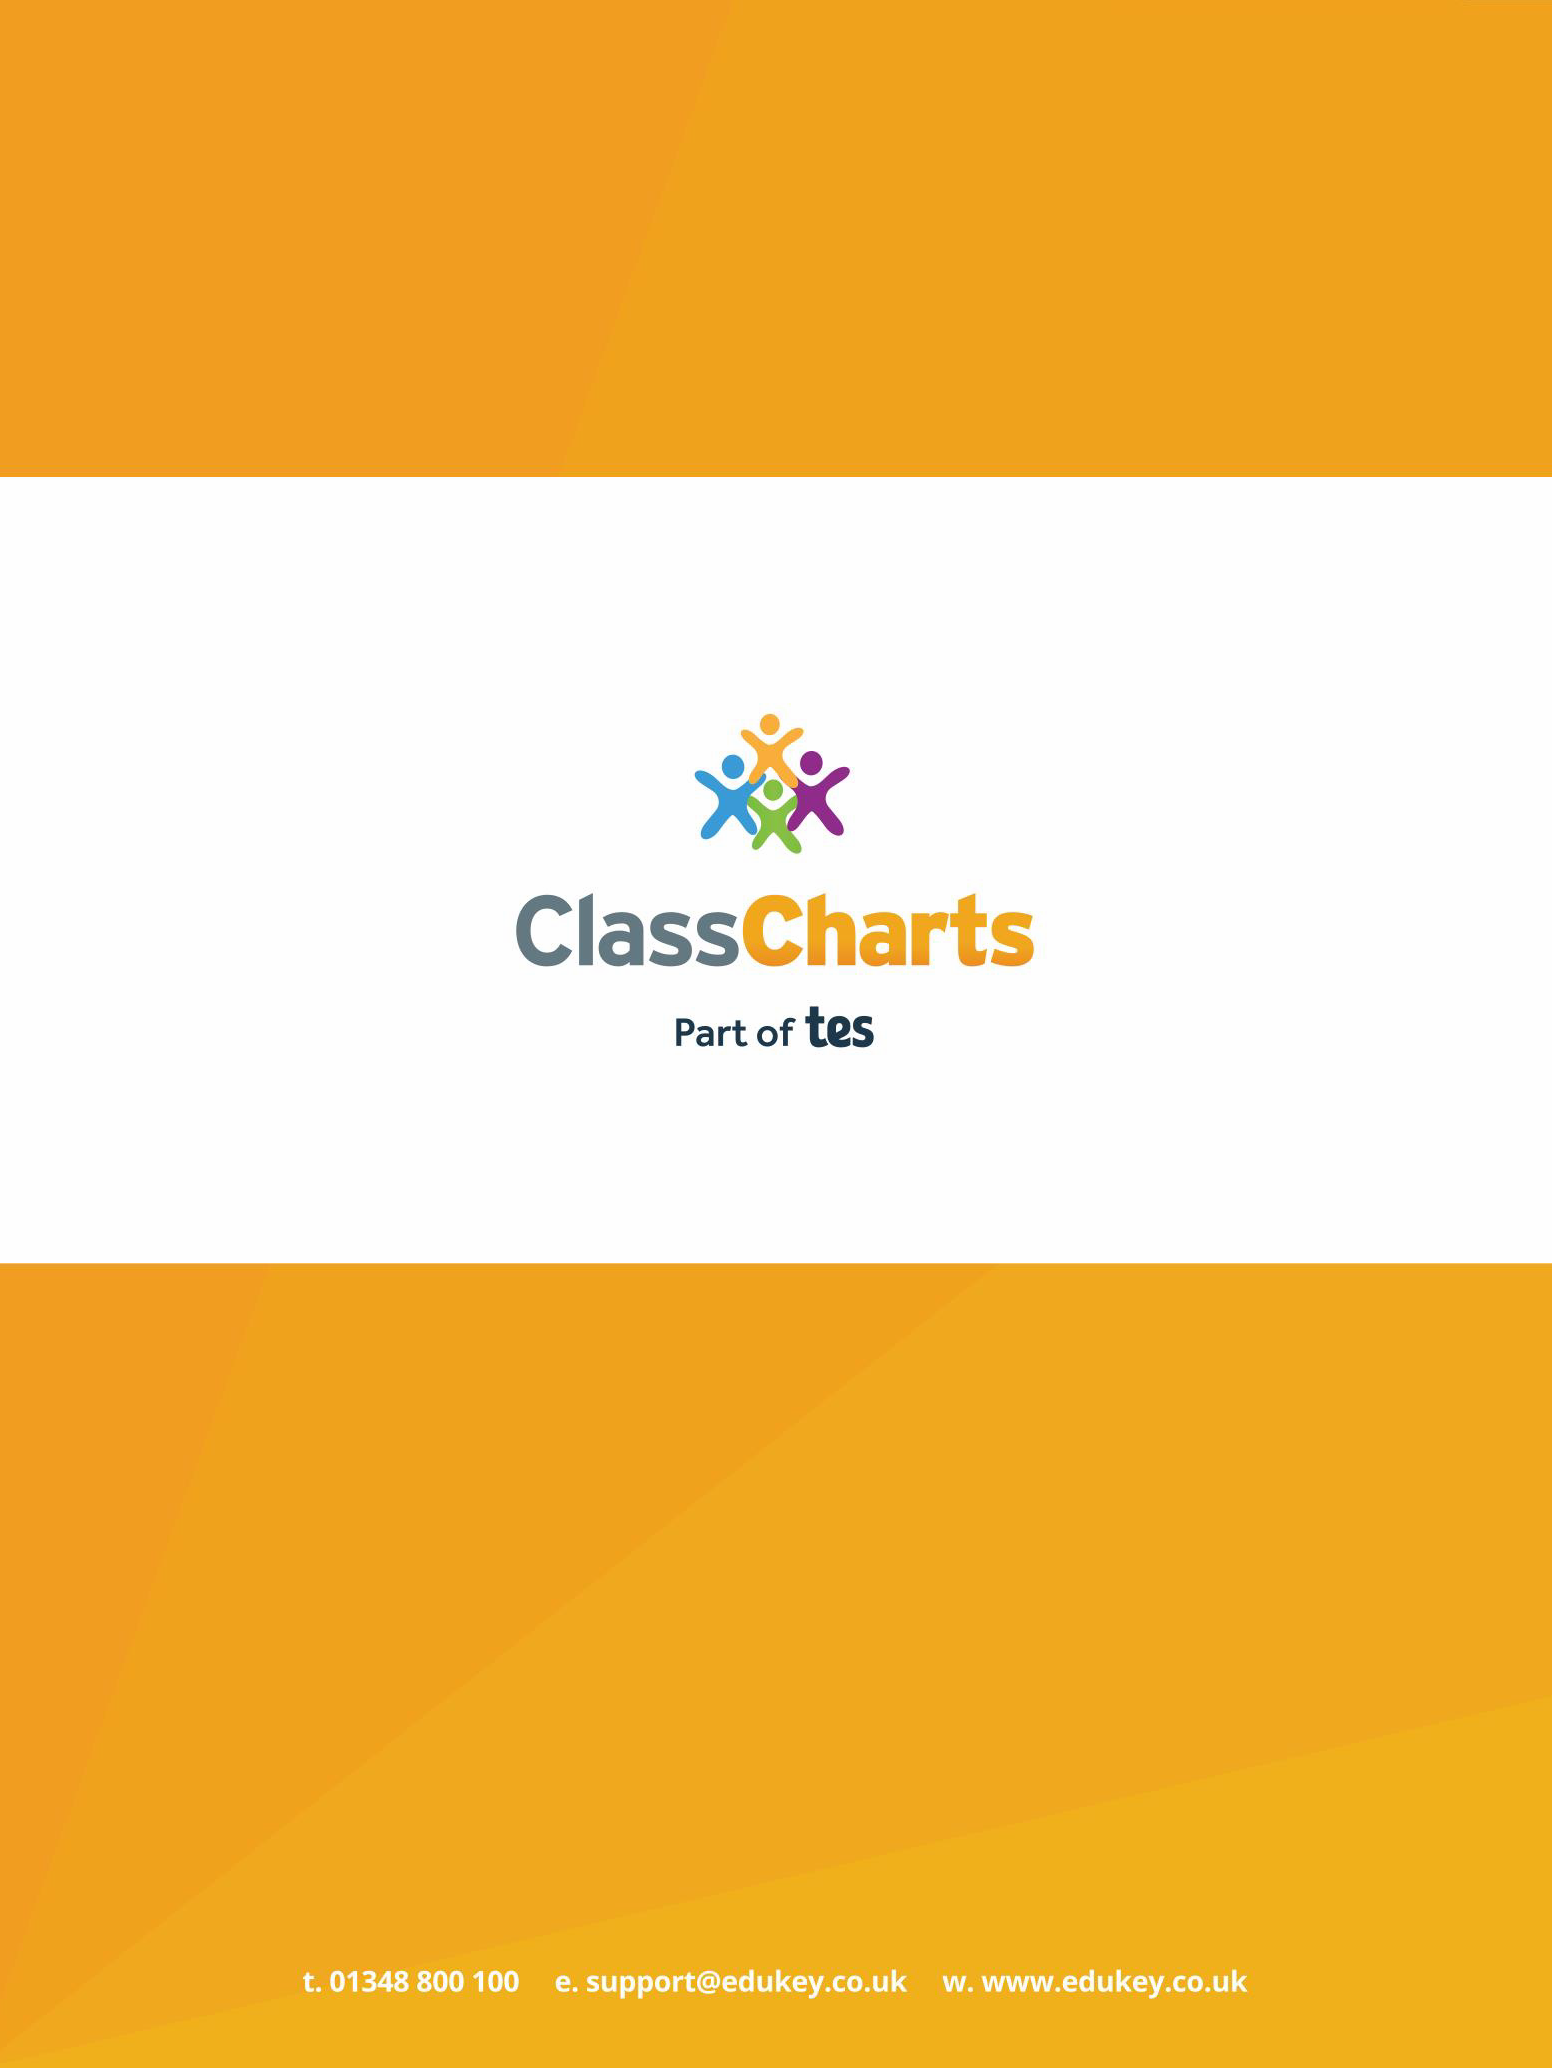 ClassCharts
Part of tes
t. 01348 800 100 e. support@edukey.co.uk w. www.edukey.co.uk